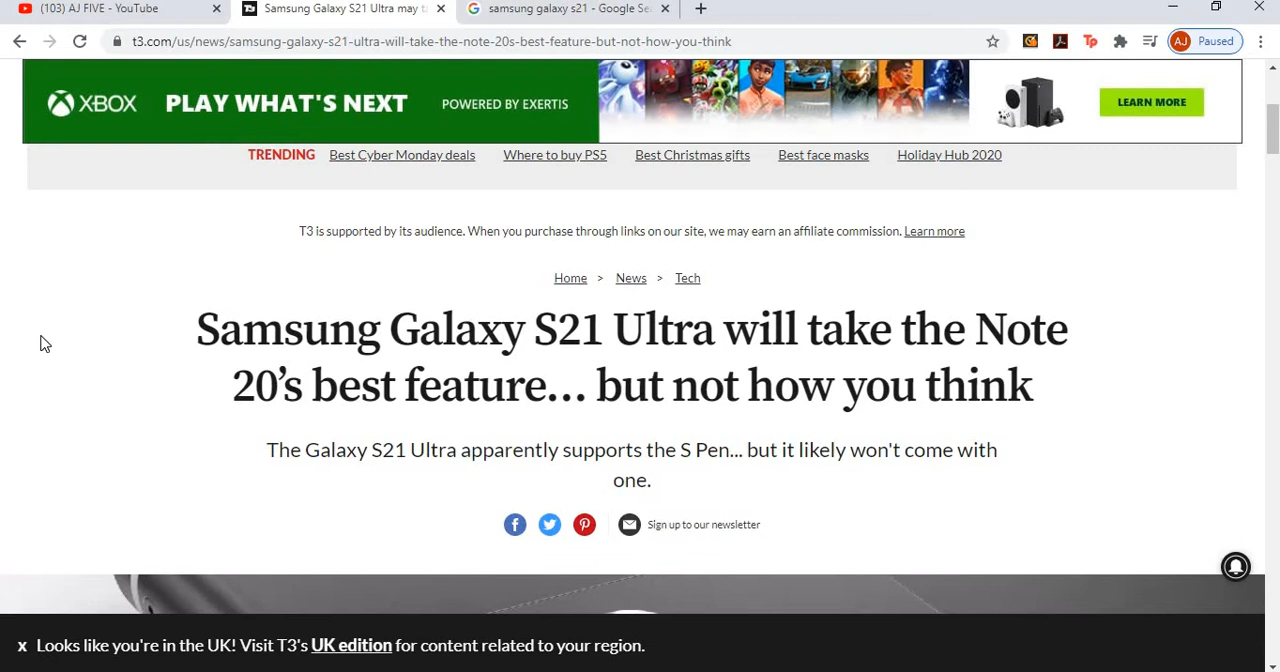 (103) AJ FIVE - YouTube
Samsung Galaxy S21 Ultra may t
samsung galaxy s21 - Google Se
t3.com/us/news/samsung-galaxy-s21-ultra-will-take-the-note-20s-best-feature-but-not-how-you-think
Tp
AJ Paused
XBOX PLAY WHAT'S NEXT POWERED BY EXERTIS LEARN MORE
TRENDING Best Cyber Monday deals Where to buy PS5 Best Christmas gifts Best face masks Holiday Hub 2020
T3 is supported by its audience. When you purchase through links on our site, we may earn an affiliate commission. Learn more
Home > News > Tech
Samsung Galaxy S21 Ultra will take the Note
20’s best feature… but not how you think
The Galaxy S21 Ultra apparently supports the S Pen... but it likely won't come with
one.
Sign up to our newsletter
x Looks like you're in the UK! Visit T3's UK edition for content related to your region.